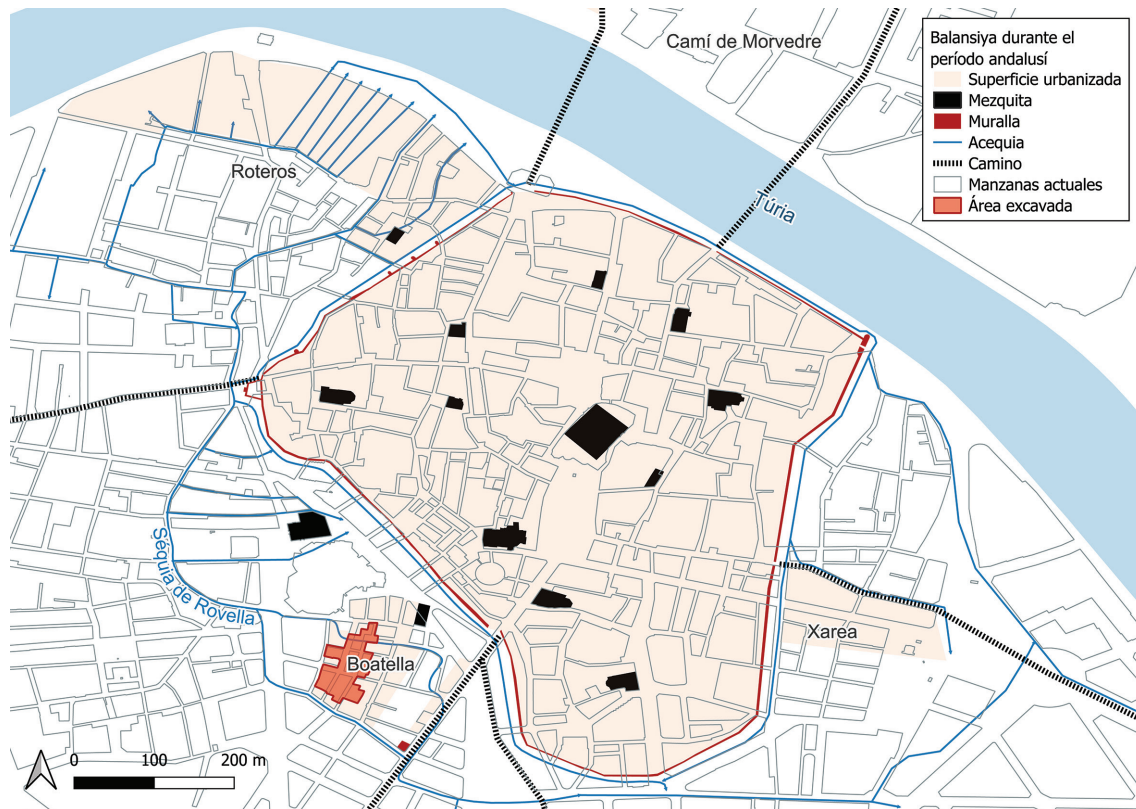 Camí de Morvedre
Balansiya durante el
período andalusí
Superficie urbanizada
Mezquita
Muralla
Acequia
Camino
Manzanas actuales
Área excavada
Roteros
Túria
Séquia de Rovella
Xarea
Boatella
0 100 200 m